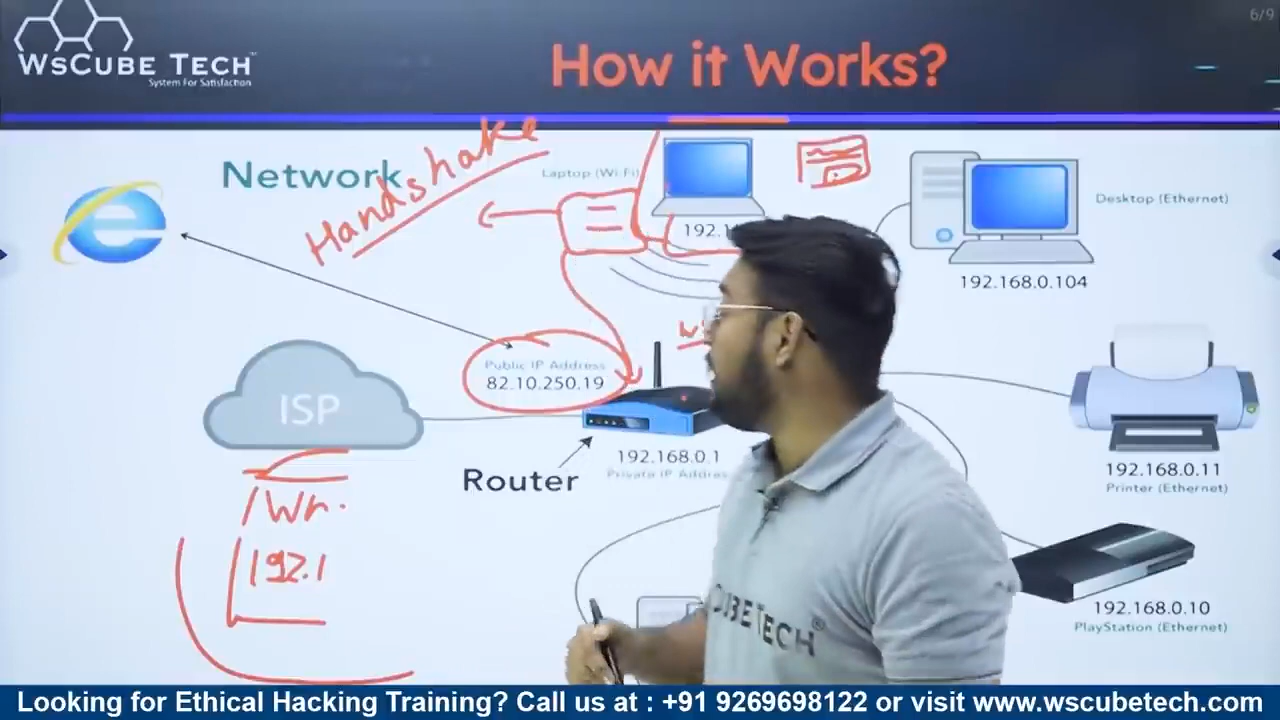 6/9
WsCube Tech
System For Satisfaction
How it Works?
Network
Handshake
Laptop (Wi Fi)
192.1
Desktop (Ethernet)
192.168.0.104
Public IP Address
82.10.250.19
ISP
Router
192.168.0.1
Private IP Addre
192.168.0.11
Printer (Ethernet)
192.1
192.168.0.10
PlayStation (Ethernet)
CUBE TECH®
Looking for Ethical Hacking Training? Call us at : +91 9269698122 or visit www.wscubetech.com